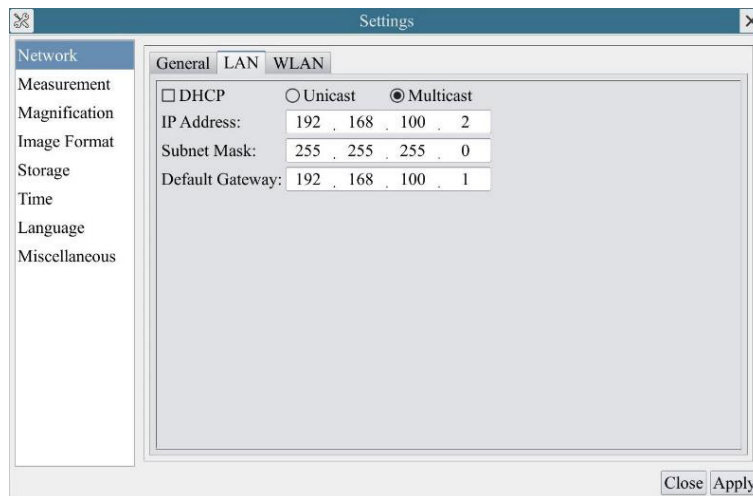 Settings
Network
Measurement
Magnification
Image Format
Storage
Time
Language
Miscellaneous
General LAN WLAN
DHCP Unicast Multicast
IP Address: 192 . 168 . 100 . 2
Subnet Mask: 255 . 255 . 255 . 0
Default Gateway: 192 . 168 . 100 . 1
Close Apply